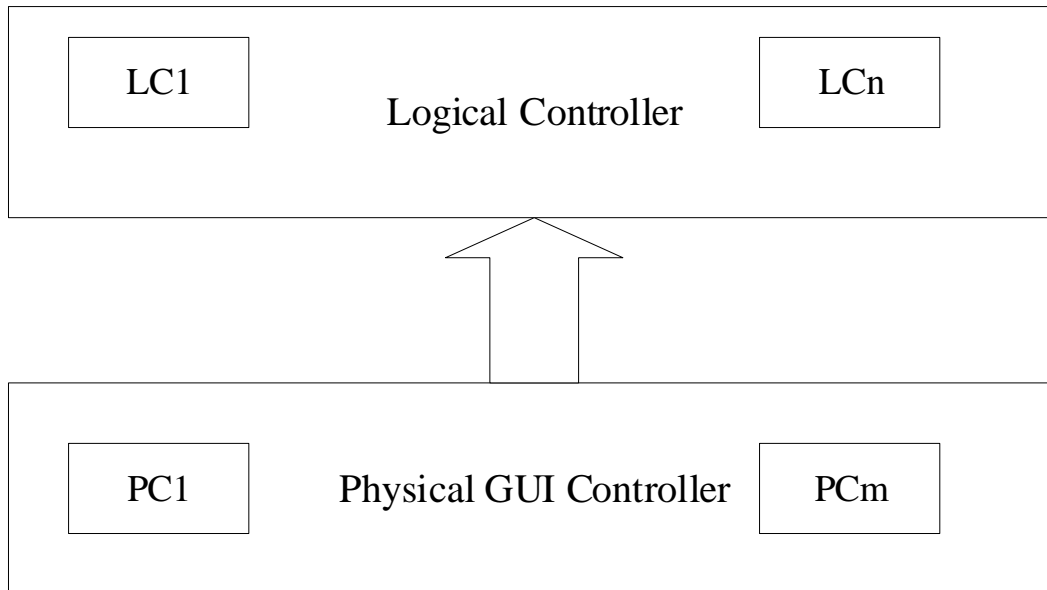 LC1
LCn
Logical Controller
PC1
Physical GUI Controller
PCm